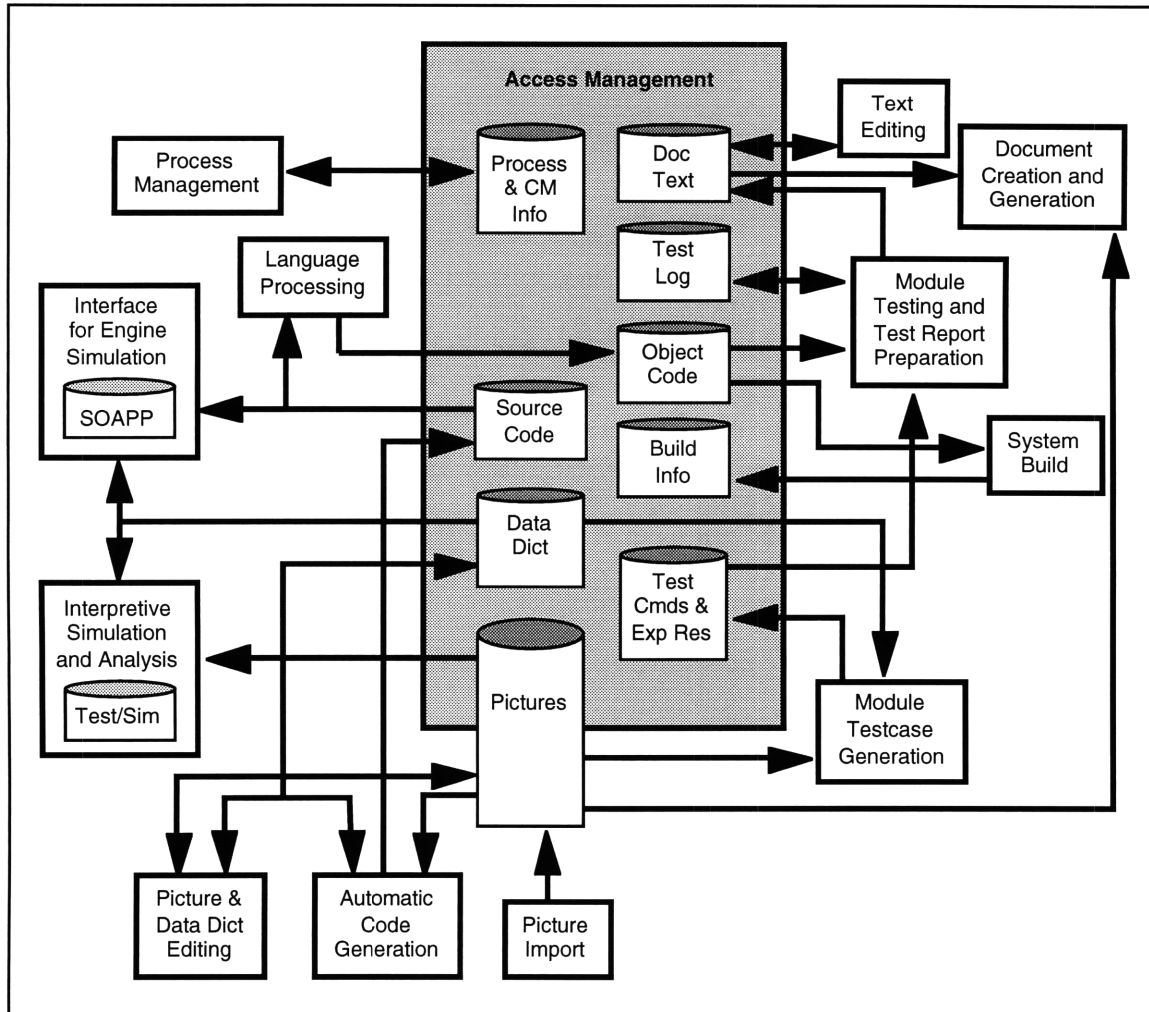 Access Management
Text
Editing
Process
Management
Process
& CM
Info
Doc
Text
Document
Creation and
Generation
Language
Processing
Test
Log
Module
Testing and
Test Report
Preparation
Interface
for Engine
Simulation
SOAPP
Object
Code
Source
Code
Build
Info
System
Build
Data
Dict
Test
Cmds &
Exp Res
Interpretive
Simulation
and Analysis
Test/Sim
Pictures
Module
Testcase
Generation
Picture &
Data Dict
Editing
Automatic
Code
Generation
Picture
Import